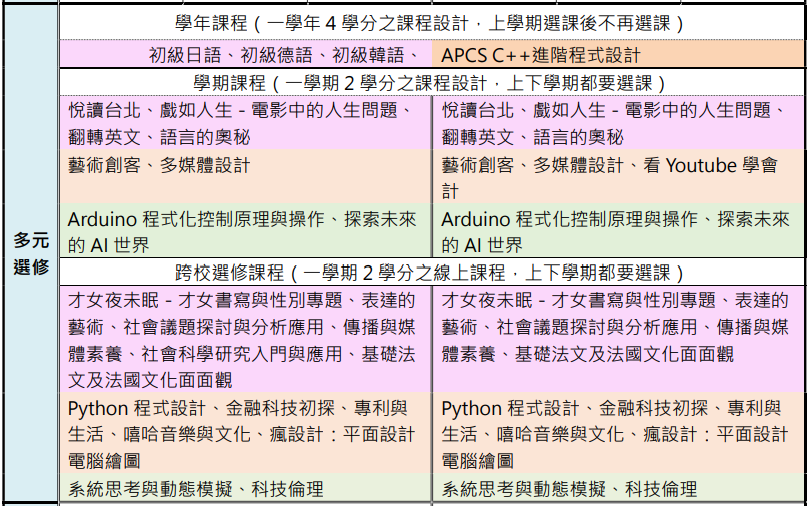 學年課程（一學年 4 學分之課程設計，上學期選課後不再選課）
初級日語、初級德語、初級韓語、 APCS C++進階程式設計
學期課程（一學期 2 學分之課程設計，上下學期都要選課）
悅讀台北、戲如人生－電影中的人生問題、
翻轉英文、語言的奧秘
悅讀台北、戲如人生－電影中的人生問題、
翻轉英文、語言的奧秘
藝術創客、多媒體設計
藝術創客、多媒體設計、看 Youtube 學會
計
Arduino 程式化控制原理與操作、探索未來
的 AI 世界
Arduino 程式化控制原理與操作、探索未來
的 AI 世界
多元
選修
跨校選修課程（一學期 2 學分之線上課程，上下學期都要選課）
才女夜未眠－才女書寫與性別專題、表達的
藝術、社會議題探討與分析應用、傳播與媒
體素養、社會科學研究入門與應用、基礎法
文及法國文化面面觀
才女夜未眠－才女書寫與性別專題、表達的
藝術、社會議題探討與分析應用、傳播與媒
體素養、基礎法文及法國文化面面觀
Python 程式設計、金融科技初探、專利與
生活、嘻哈音樂與文化、瘋設計：平面設計
電腦繪圖
Python 程式設計、金融科技初探、專利與
生活、嘻哈音樂與文化、瘋設計：平面設計
電腦繪圖
系統思考與動態模擬、科技倫理
系統思考與動態模擬、科技倫理